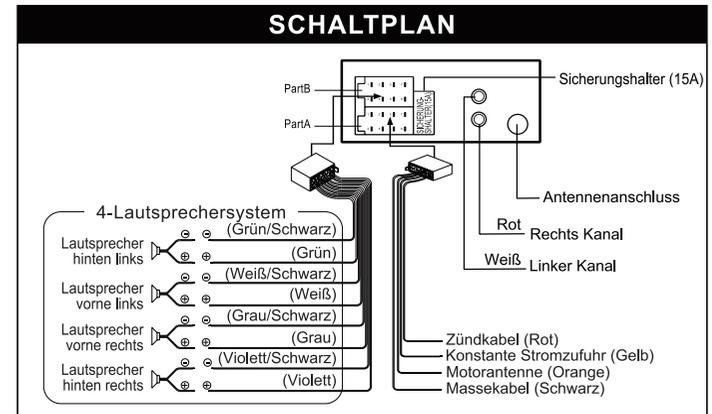 SCHALTPLAN
PartB
PartA
SICHERUNG-
SHALTER(15A)
Sicherungshalter (15A)
Antennenanschluss
Rot
Rechts Kanal
Weiß
Linker Kanal
4-Lautsprechersystem
Lautsprecher
hinten links
(Grün/Schwarz)
(Grün)
Lautsprecher
vorne links
(Weiß/Schwarz)
(Weiß)
Lautsprecher
vorne rechts
(Grau/Schwarz)
(Grau)
Lautsprecher
hinten rechts
(Violett/Schwarz)
(Violett)
Zündkabel (Rot)
Konstante Stromzufuhr (Gelb)
Motorantenne (Orange)
Massekabel (Schwarz)